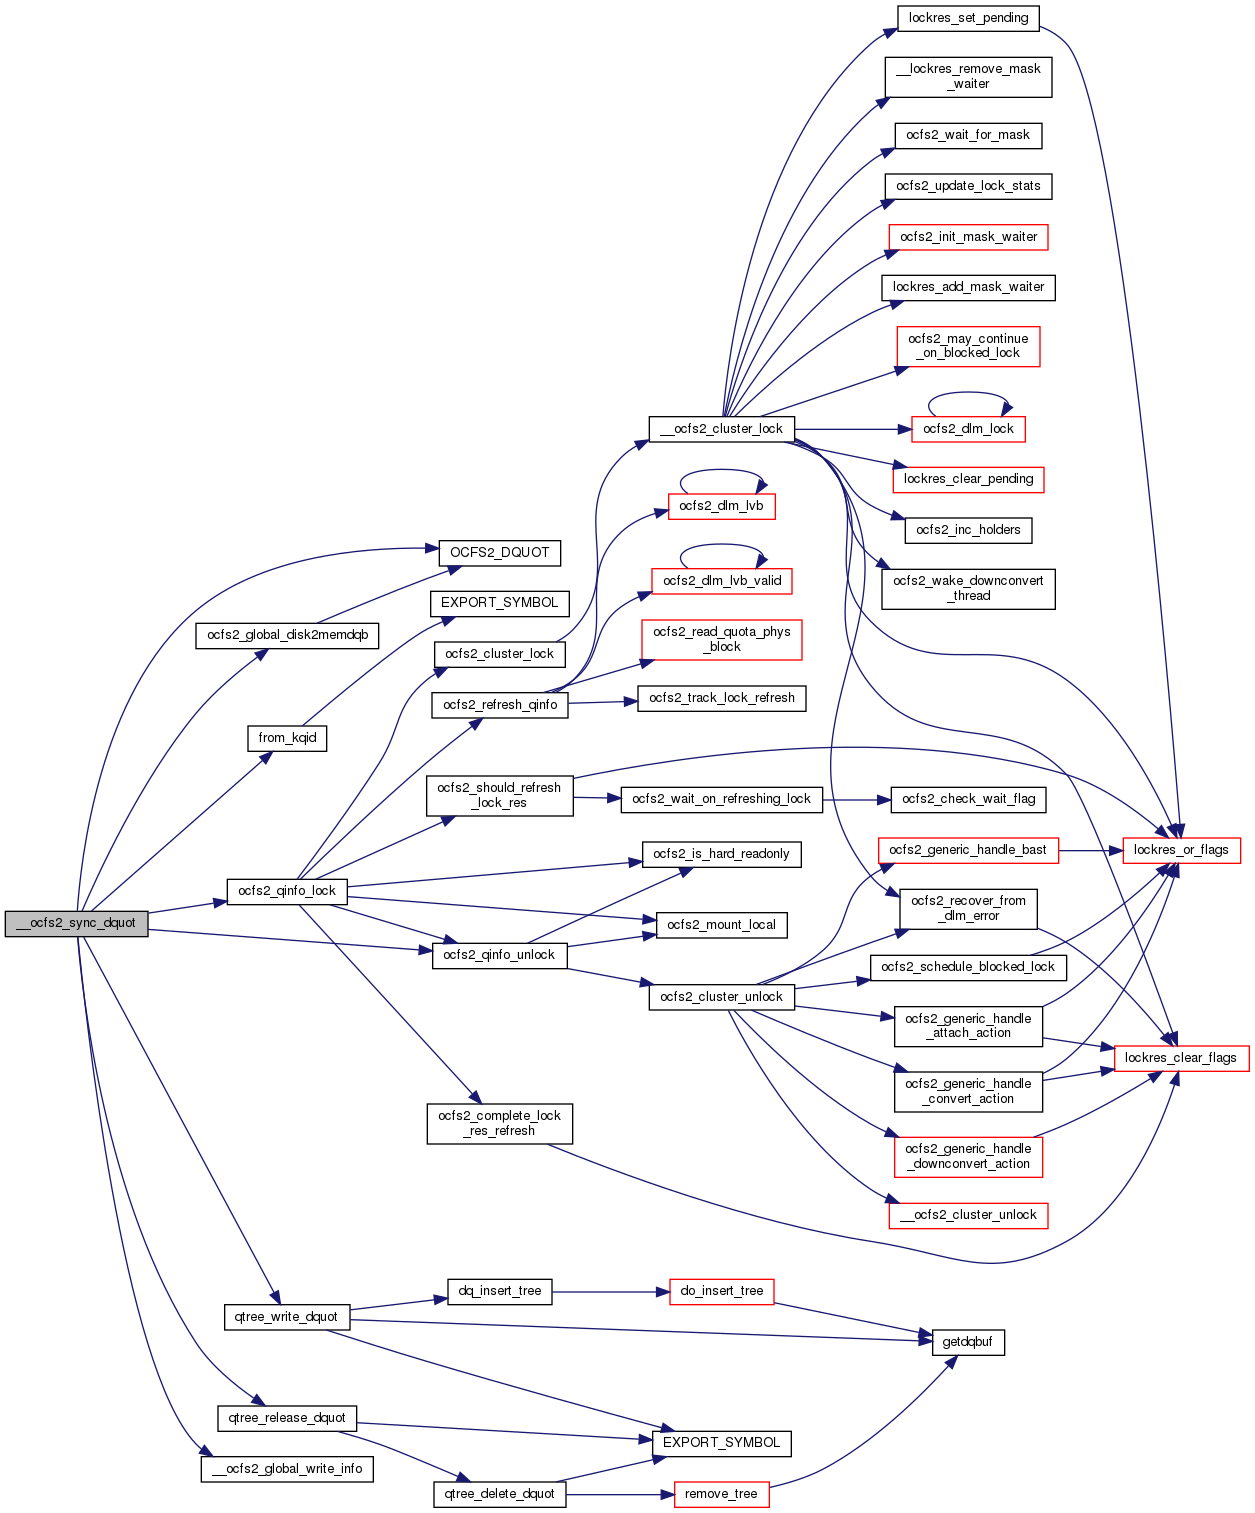 lockres_set_pending
__lockres_remove_mask
_waiter
ocfs2_wait_for_mask
ocfs2_update_lock_stats
ocfs2_init_mask_waiter
lockres_add_mask_waiter
ocfs2_may_continue
_on_blocked_lock
__ocfs2_cluster_lock
ocfs2_dlm_lock
lockres_clear_pending
ocfs2_dlm_lvb
ocfs2_inc_holders
OCFS2_DQUOT
ocfs2_dlm_lvb_valid
ocfs2_wake_downconvert
_thread
EXPORT_SYMBOL
ocfs2_global_disk2memdqb
ocfs2_read_quota_phys
_block
ocfs2_cluster_lock
ocfs2_refresh_qinfo
ocfs2_track_lock_refresh
from_kqid
ocfs2_should_refresh
_lock_res
ocfs2_wait_on_refreshing_lock
ocfs2_check_wait_flag
ocfs2_is_hard_readonly
ocfs2_generic_handle_bast
lockres_or_flags
ocfs2_qinfo_lock
ocfs2_recover_from
_dlm_error
__ocfs2_sync_dquot
ocfs2_mount_local
ocfs2_qinfo_unlock
ocfs2_schedule_blocked_lock
ocfs2_cluster_unlock
ocfs2_generic_handle
_attach_action
lockres_clear_flags
ocfs2_generic_handle
_convert_action
ocfs2_complete_lock
_res_refresh
ocfs2_generic_handle
_downconvert_action
__ocfs2_cluster_unlock
dq_insert_tree
do_insert_tree
qtree_write_dquot
getdqbuf
qtree_release_dquot
EXPORT_SYMBOL
__ocfs2_global_write_info
qtree_delete_dquot
remove_tree